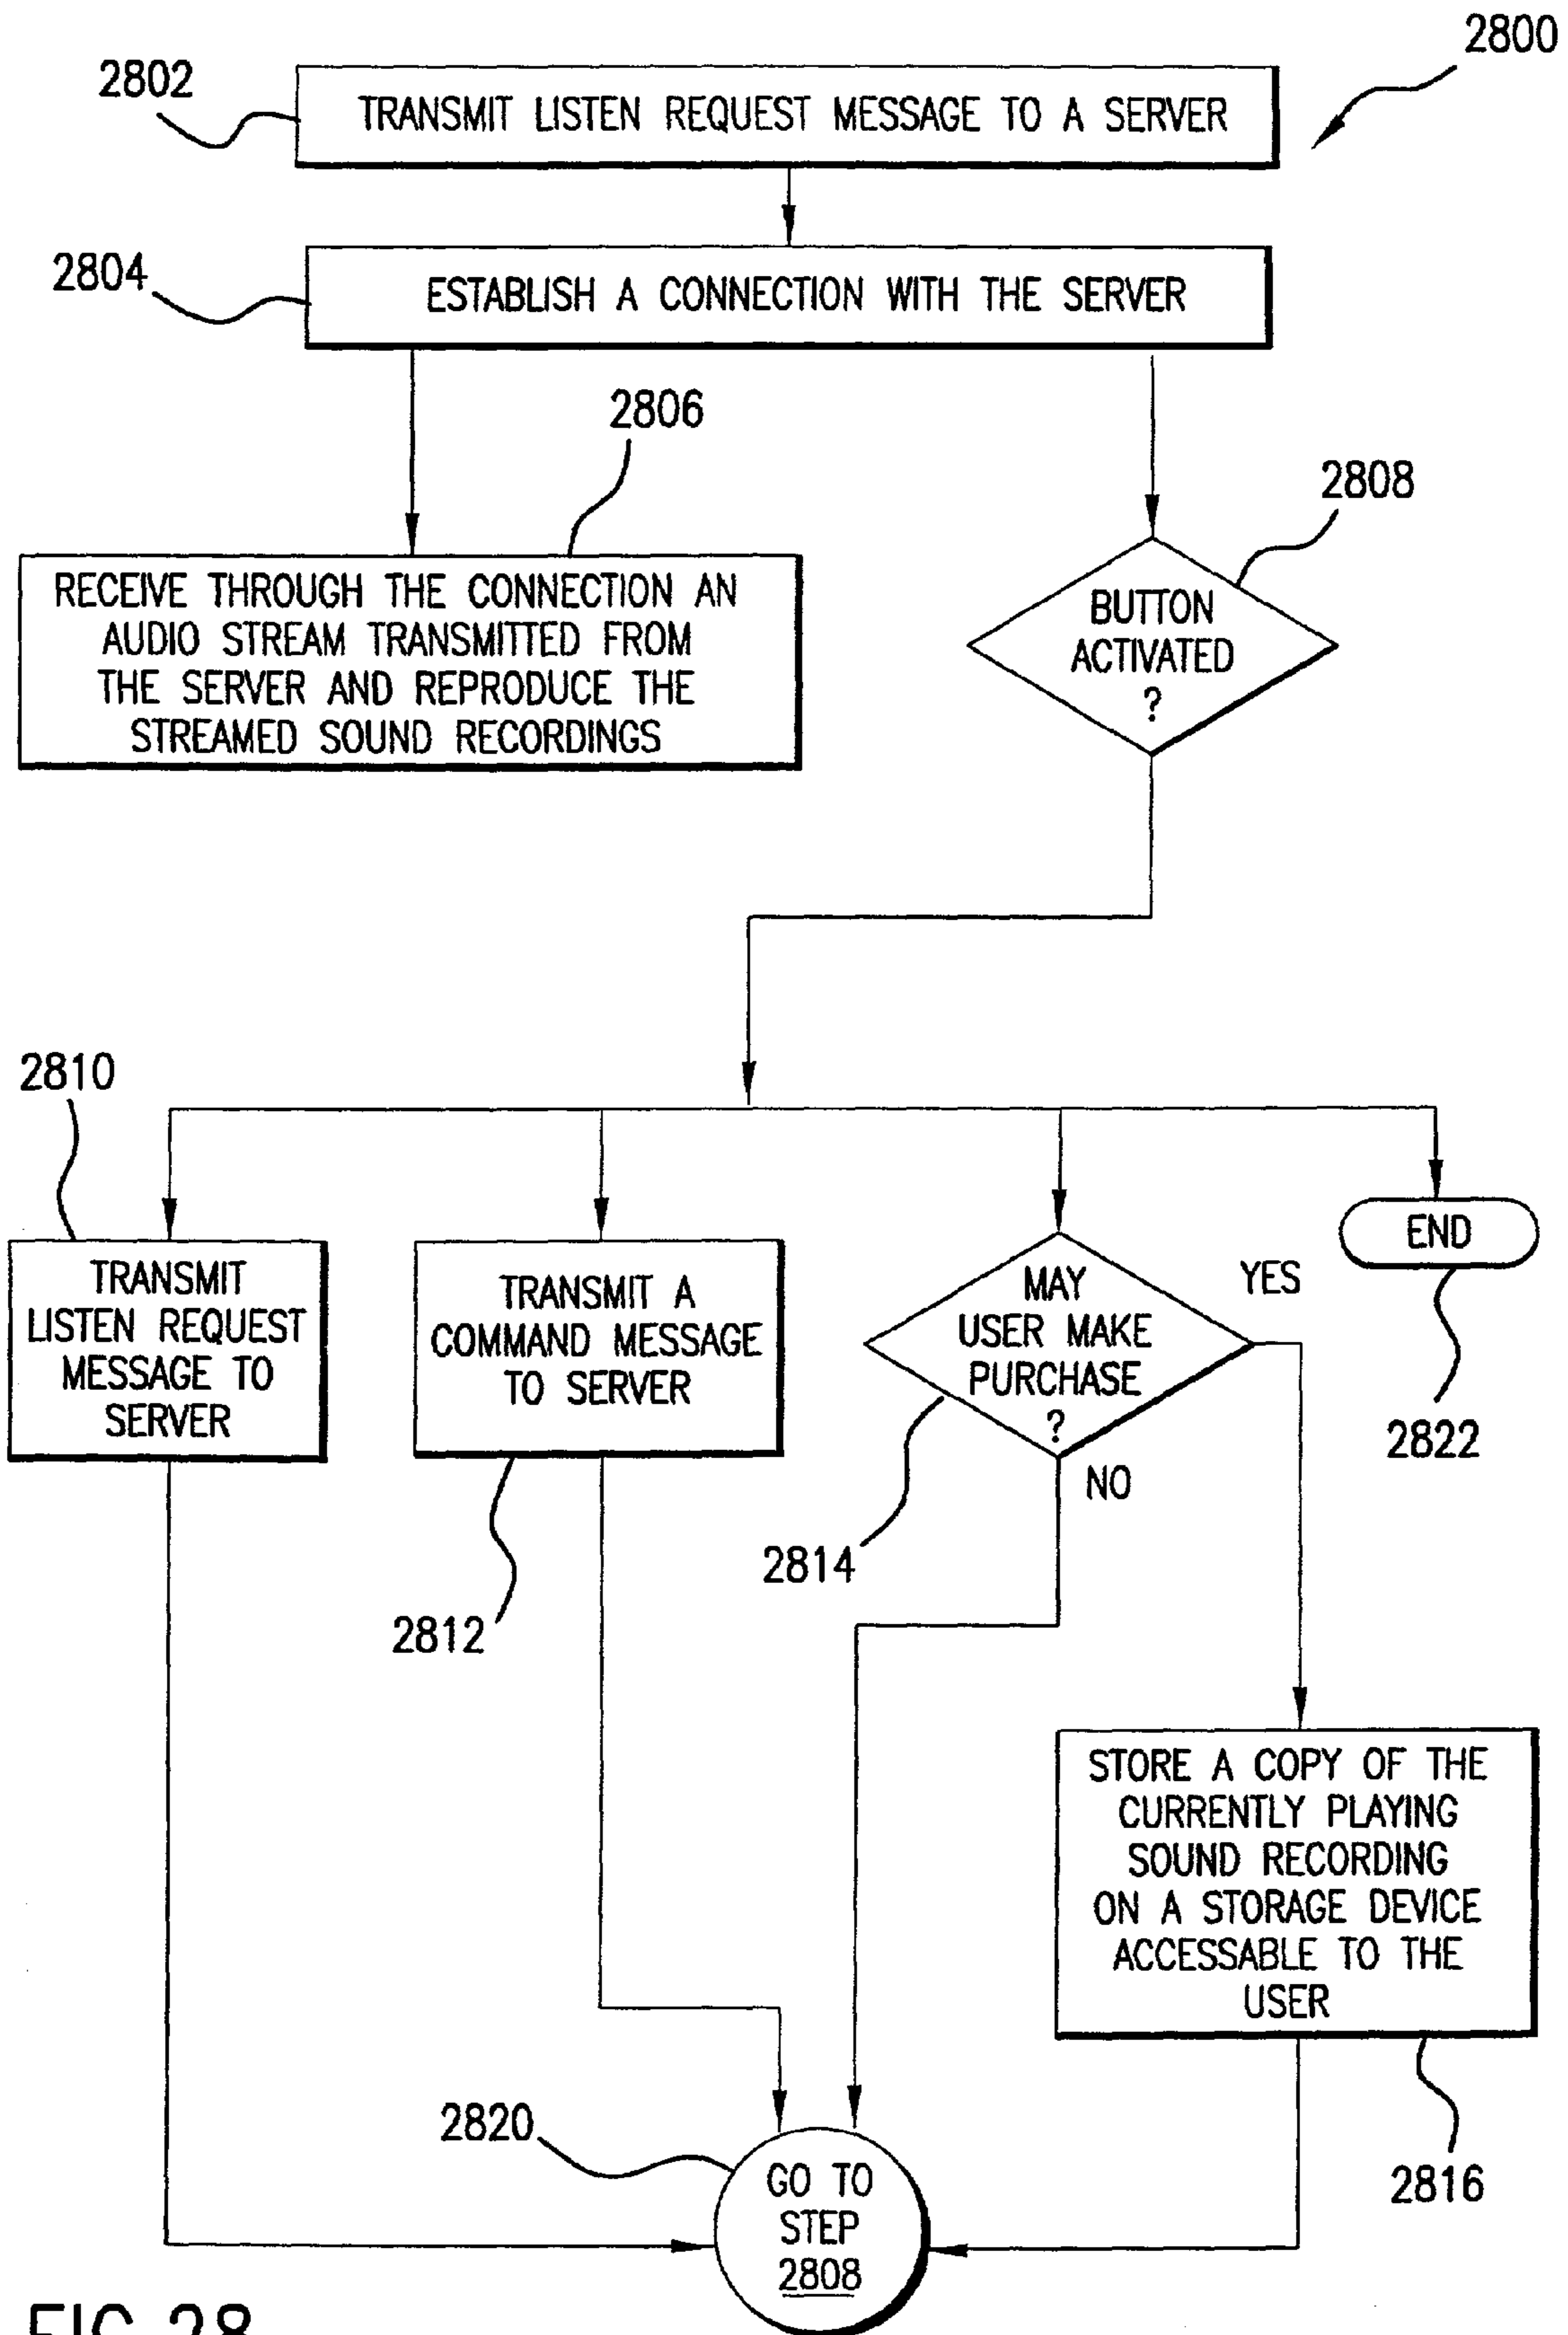 2800
2802
TRANSMIT LISTEN REQUEST MESSAGE TO A SERVER
2804
ESTABLISH A CONNECTION WITH THE SERVER
2806
2808
RECEIVE THROUGH THE CONNECTION AN
AUDIO STREAM TRANSMITTED FROM
THE SERVER AND REPRODUCE THE
STREAMED SOUND RECORDINGS
BUTTON
ACTIVATED
?
2810
TRANSMIT
LISTEN REQUEST
MESSAGE TO
SERVER
TRANSMIT A
COMMAND MESSAGE
TO SERVER
MAY
USER MAKE
PURCHASE
?
YES
NO
END
2822
2814
2812
STORE A COPY OF THE
CURRENTLY PLAYING
SOUND RECORDING
ON A STORAGE DEVICE
ACCESSABLE TO THE
USER
2816
2820
GO TO
STEP
2808
FIG.28